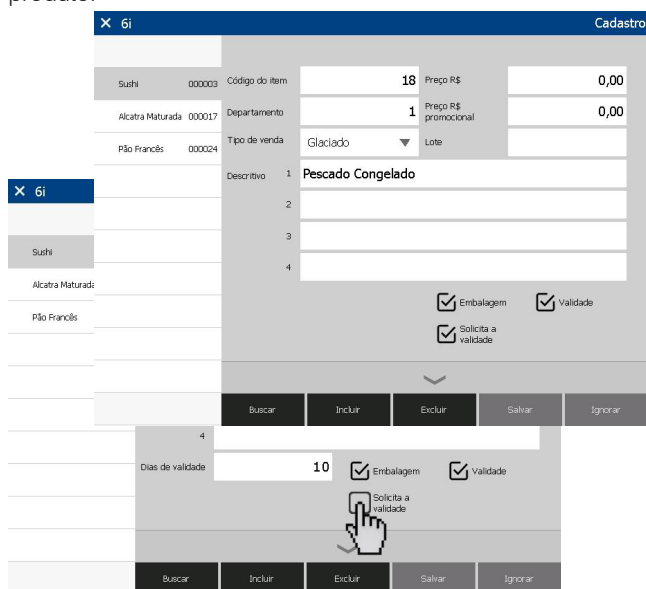 6i Cadastro
Sushi 000003 Código do item 18 Preço R$ 0,00
Alcatra Maturada 000017 Departamento 1 Preço R$ promocional 0,00
Pão Francês 000024 Tipo de venda Glaciado Lote
Descritivo 1 Pescado Congelado
2
3
4
Embalagem Validade
Solicita a
validade
Buscar Incluir Excluir Salvar Ignorar
6i
Sushi
Alcatra Maturada
Pão Francês
4
Dias de validade 10 Embalagem Validade
Solicita a
validade
Buscar Incluir Excluir Salvar Ignorar